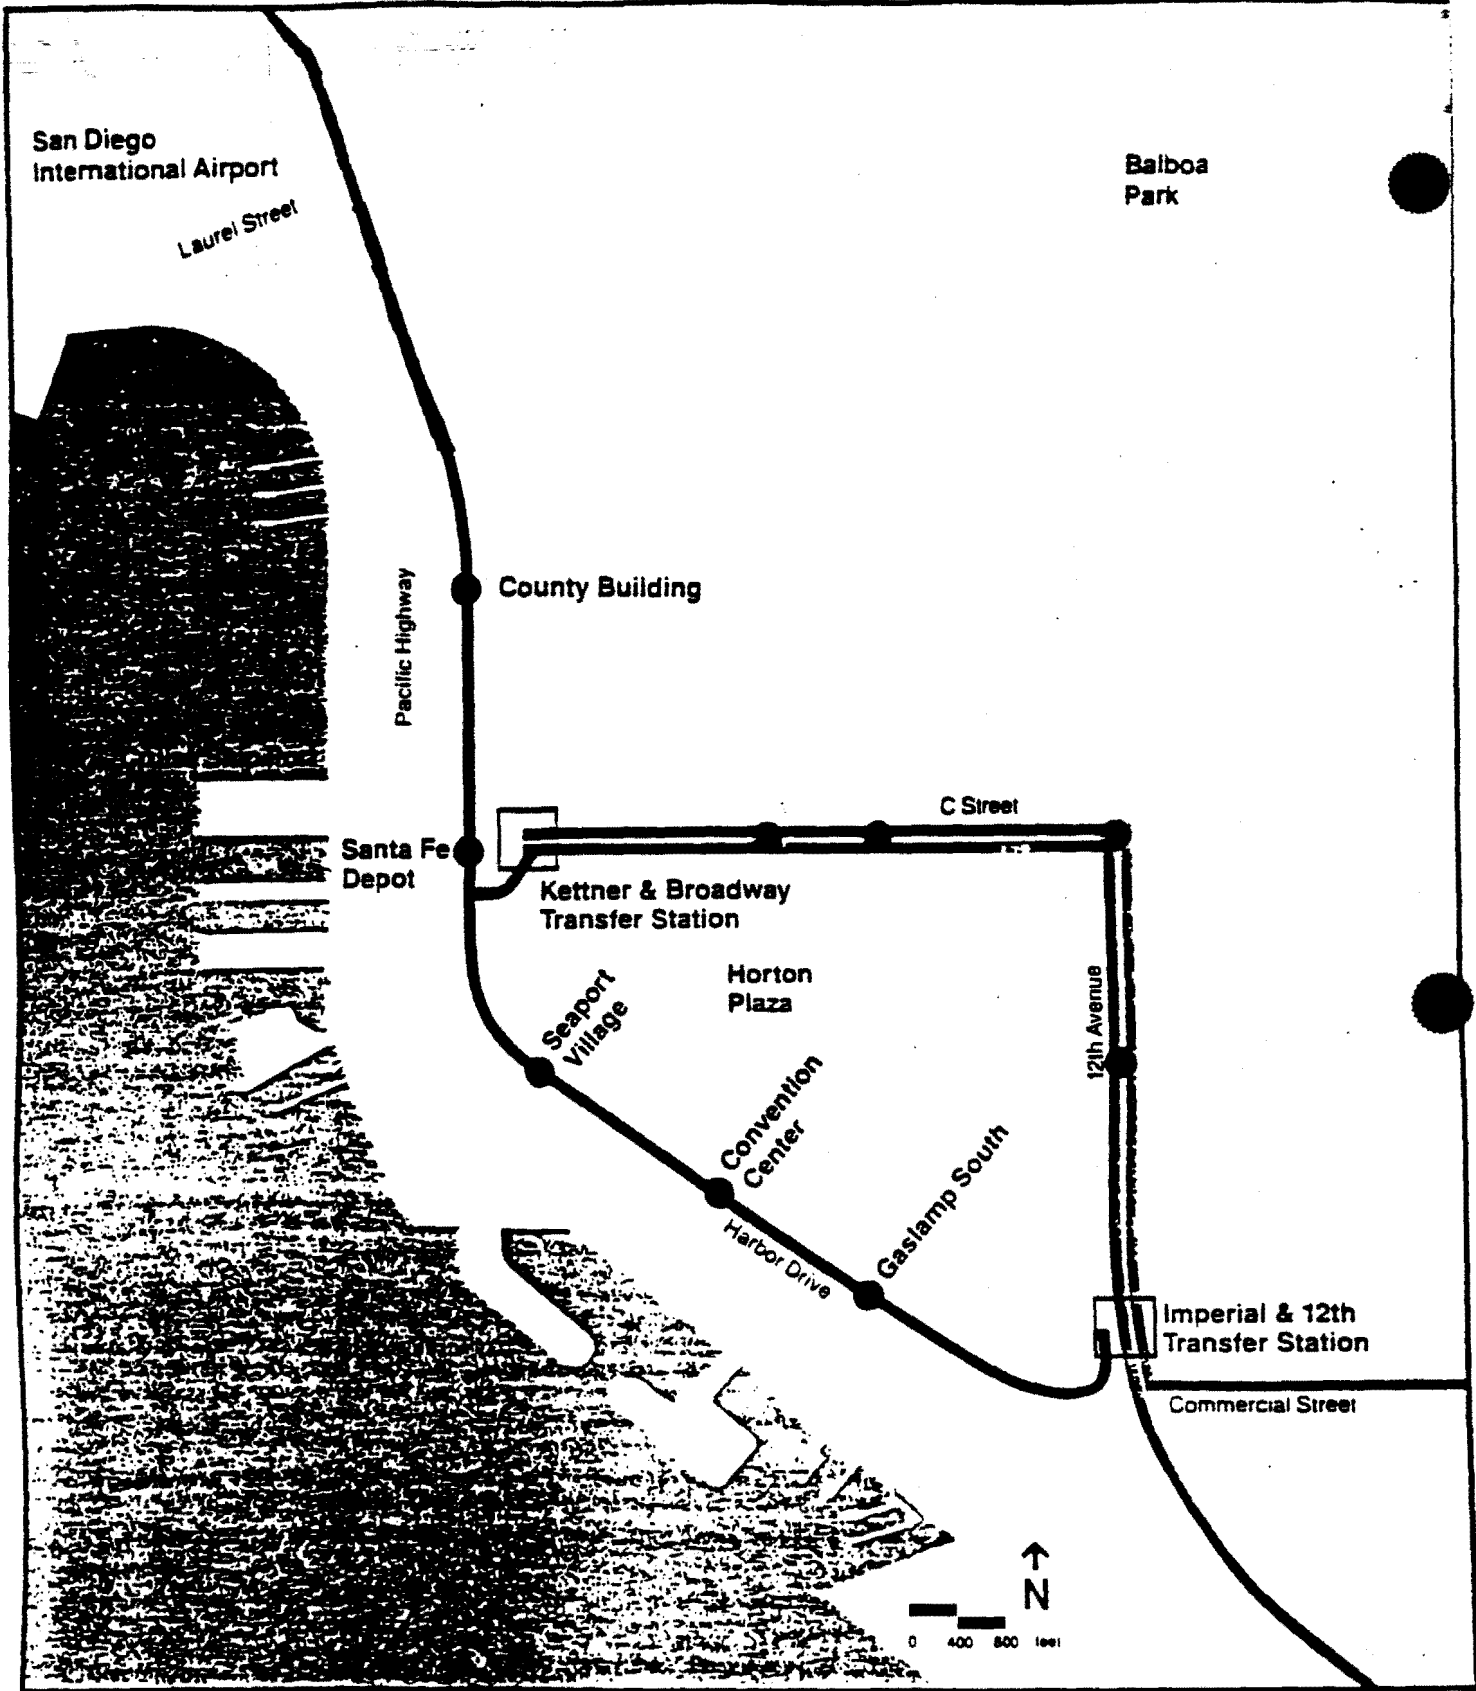 San Diego
International Airport
Laurel Street
Balboa
Park
Pacific Highway
County Building
C Street
Santa Fe
Depot
Kettner & Broadway
Transfer Station
Horton
Plaza
Seaport
Village
12th Avenue
Convention
Center
Gaslamp South
Harbor Drive
Imperial & 12th
Transfer Station
Commercial Street
N
0 400 800 feet